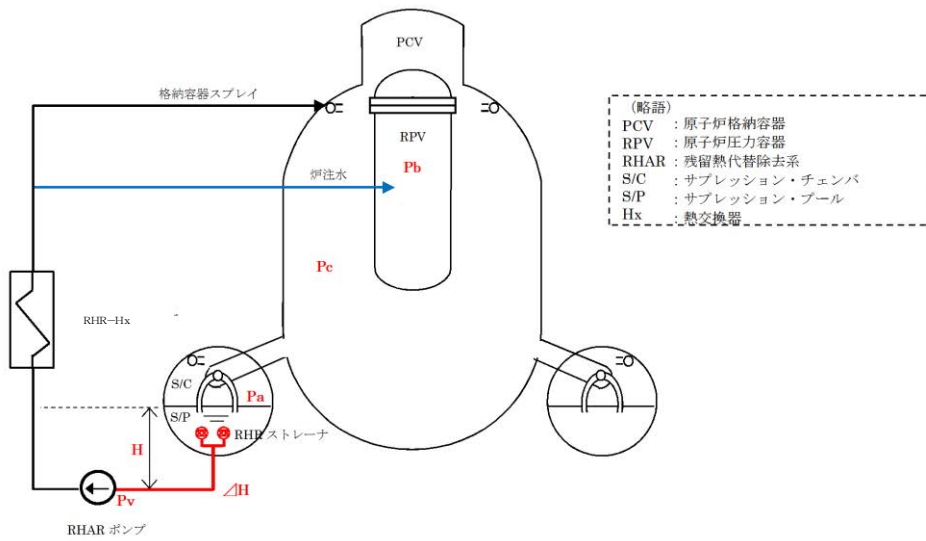 PCV
格納容器スプレイ
RPV
Pb
炉注水
Pc
RHR−Hx
S/C
Pa
S/P
RHR ストレーナ
H
⊿H
Pv
RHAR ポンプ
(略語)
PCV :原子炉格納容器
RPV :原子炉圧力容器
RHAR :残留熱代替除去系
S/C :サプレッション・チェンバ
S/P :サプレッション・プール
Hx :熱交換器